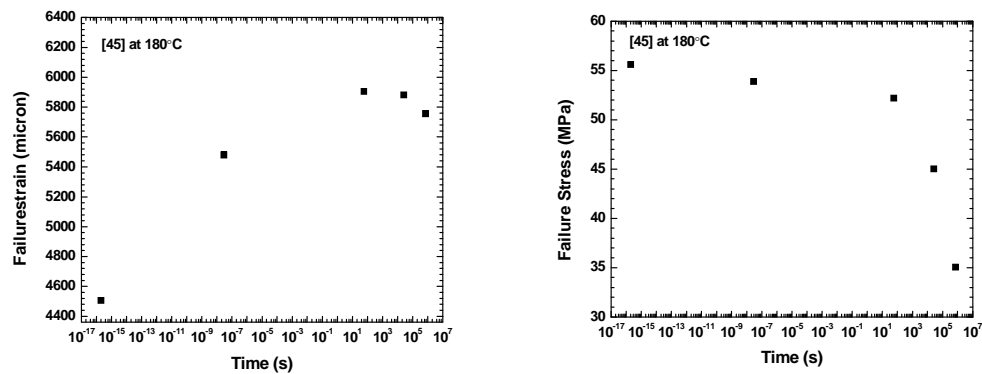 6400
6200
6000
5800
5600
5400
5200
5000
4800
4600
4400
Failurestrain (micron)
[45] at 180°C
10-17 10-15 10-13 10-11 10-9 10-7 10-5 10-3 10-1 101 103 105 107
Time (s)
60
55
50
45
40
35
30
Failure Stress (MPa)
[45] at 180°C
10-17 10-15 10-13 10-11 10-9 10-7 10-5 10-3 10-1 101 103 105 107
Time (s)